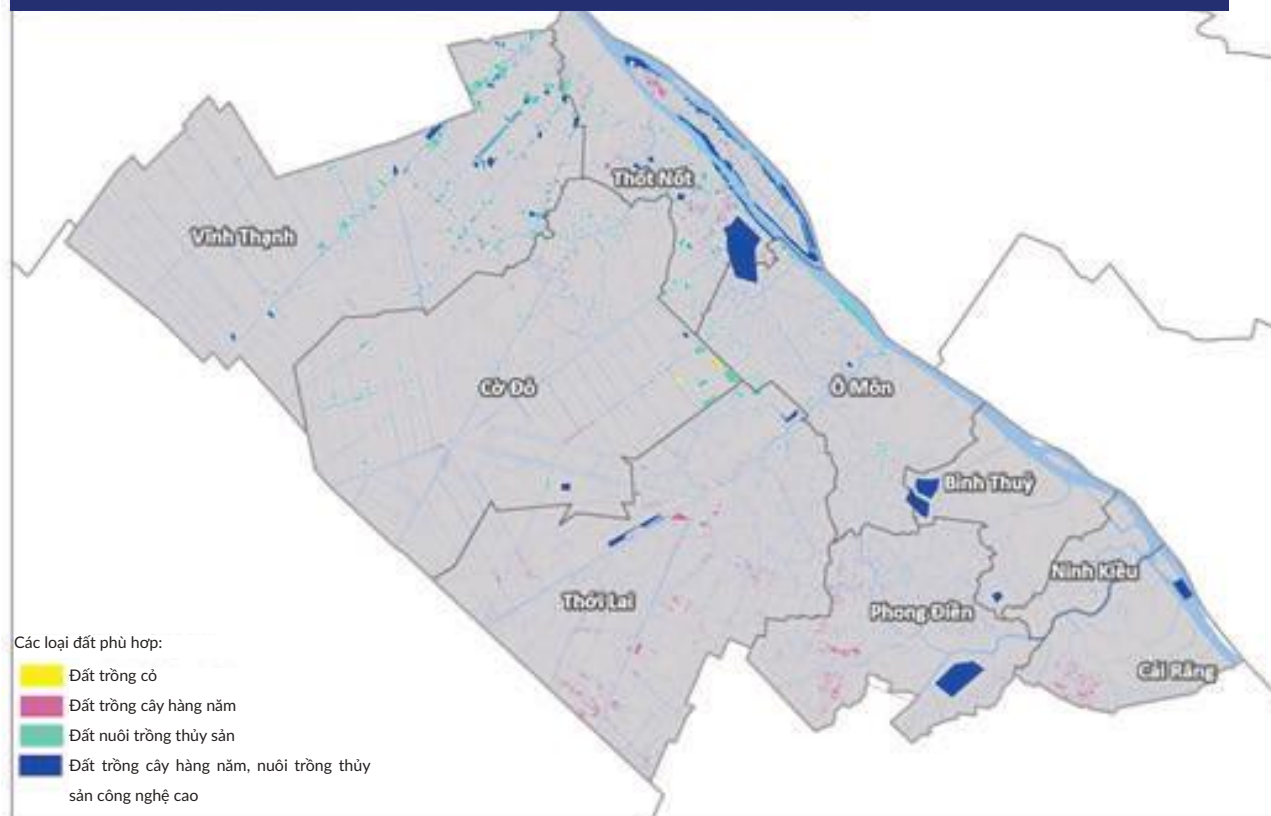 Thốt Nốt
Vĩnh Thạnh
Cờ Đỏ
Ô Môn
Bình Thuỷ
Ninh Kiều
Thới Lai
Phong Điền
Cái Răng
Các loại đất phù hợp:
Đất trồng cỏ
Đất trồng cây hàng năm
Đất nuôi trồng thủy sản
Đất trồng cây hàng năm, nuôi trồng thủy
sản công nghệ cao